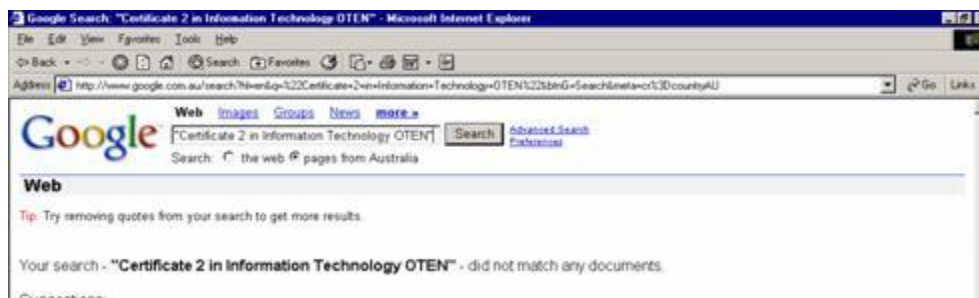 Google Search: "Certificate 2 in Information Technology OTEN" - Microsoft Internet Explorer
File Edit View Favorites Tools Help
Back Search Favorites
Address http://www.google.com.au/search?hl=en&q=%22Certificate+2+in+Information+Technology+OTEN%22&btnG=Search&meta=cr%3DcountryAU Go Links
Web Images Groups News more »
Google "Certificate 2 in Information Technology OTEN" Search Advanced Search
Preferences
Search: the web pages from Australia
Web
Tip: Try removing quotes from your search to get more results.
Your search - "Certificate 2 in Information Technology OTEN" - did not match any documents.
Suggestions: